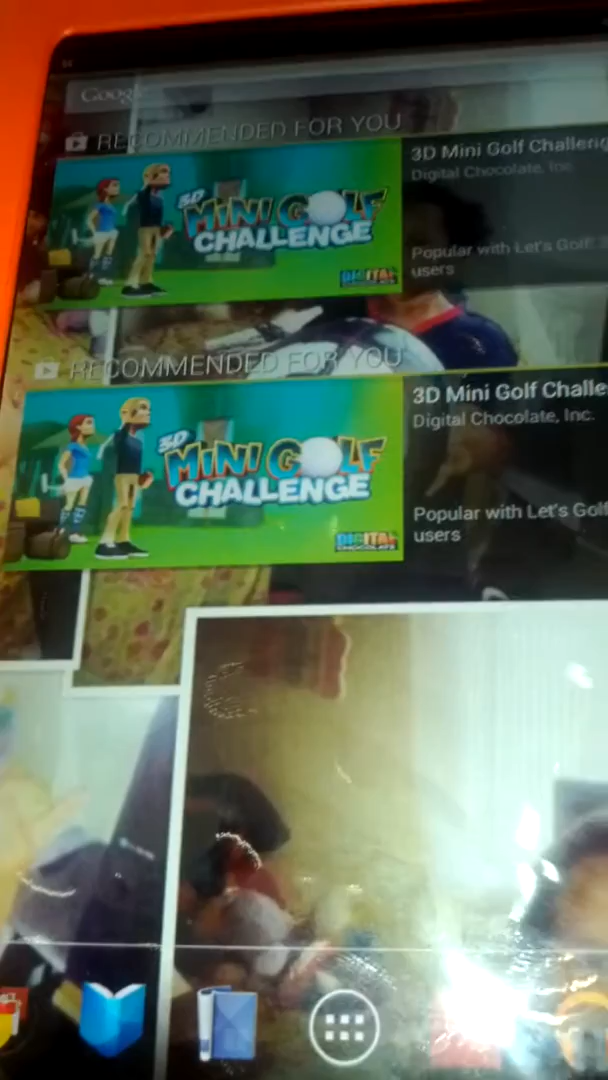 Google
RECOMMENDED FOR YOU
3D
MINI GOLF
CHALLENGE
DIGITAL
3D Mini Golf Challeng
Digital Chocolate, Inc.
Popular with Let's Golf! 3
users
RECOMMENDED FOR YOU
3D
MINI GOLF
CHALLENGE
DIGITAL
CHOCOLATE
3D Mini Golf Challe
Digital Chocolate, Inc.
Popular with Let's Golf
users